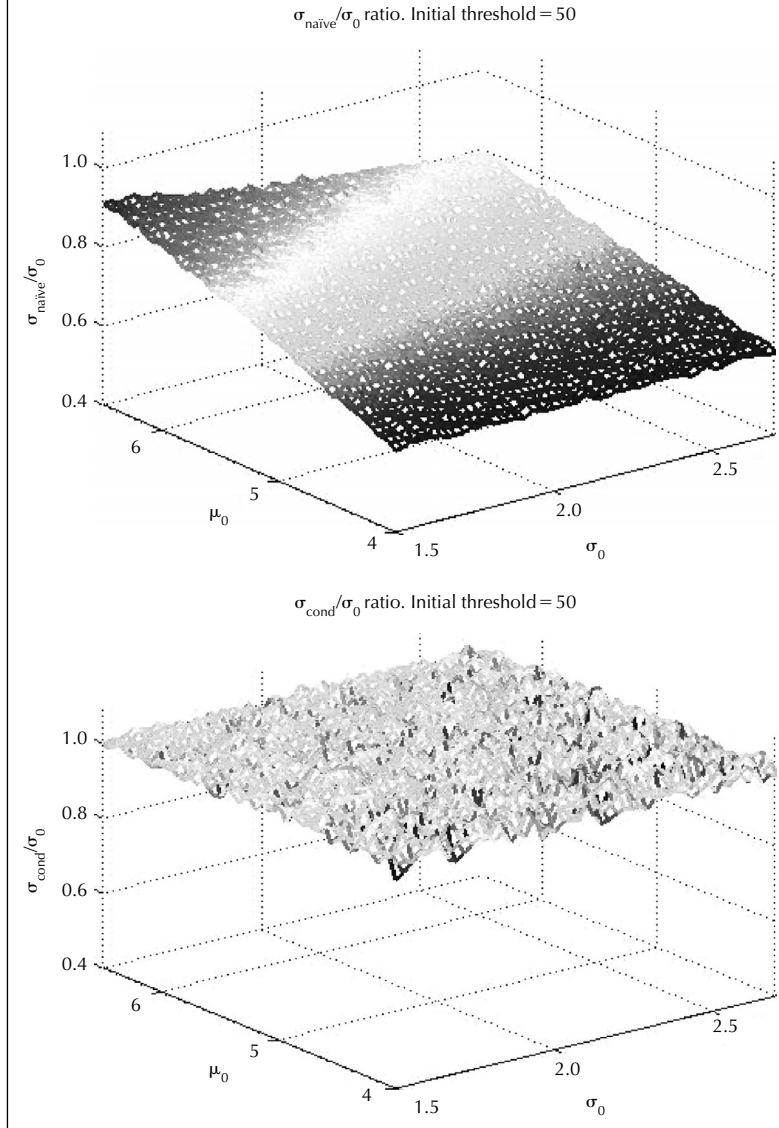 σnaïve/σ0 ratio. Initial threshold = 50
1.0
0.8
0.6
0.4
σnaïve/σ0
6
5
4
μ0
1.5
2.0
2.5
σ0
σcond/σ0 ratio. Initial threshold = 50
1.0
0.8
0.6
0.4
σcond/σ0
6
5
4
μ0
1.5
2.0
2.5
σ0